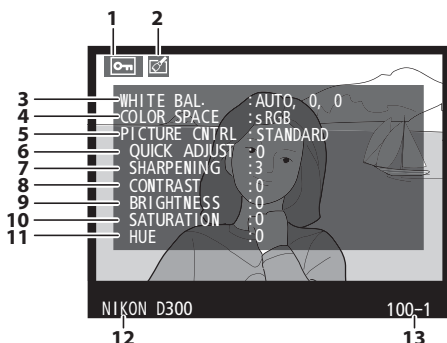 1 2
3 WHITE BAL. :AUTO, 0, 0
4 COLOR SPACE :sRGB
5 PICTURE CNTRL :STANDARD
6 QUICK ADJUST :0
7 SHARPENING :3
8 CONTRAST :0
9 BRIGHTNESS :0
10 SATURATION :0
11 HUE :0
NIKON D300 100-1
12 13